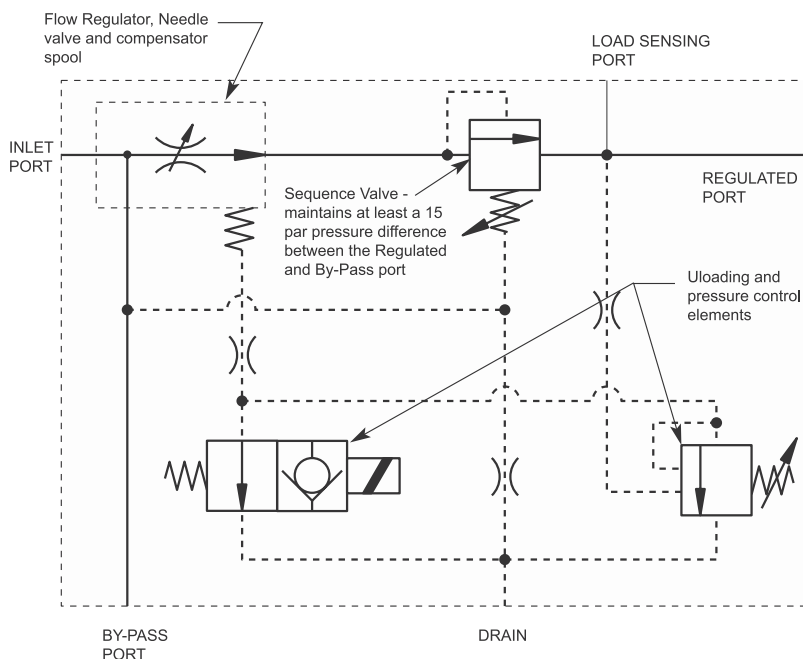 Flow Regulator, Needle
valve and compensator
spool
LOAD SENSING
PORT
INLET
PORT
REGULATED
PORT
Sequence Valve -
maintains at least a 15
par pressure difference
between the Regulated
and By-Pass port
Uloading and
pressure control
elements
BY-PASS
PORT
DRAIN